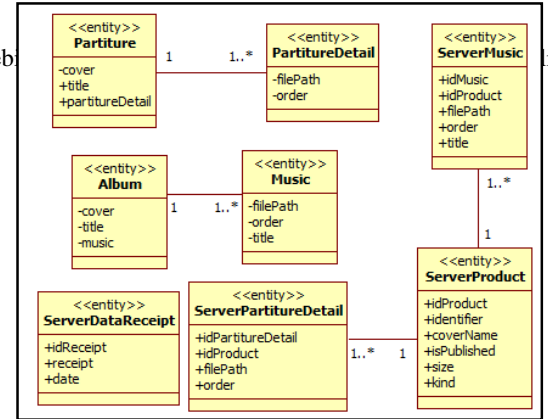 <<entity>>
Partiture
-cover
+title
+partitureDetail
1
1..*
<<entity>>
PartitureDetail
-filePath
-order
<<entity>>
ServerMusic
+idMusic
+idProduct
+filePath
+order
+title
1..*
1
<<entity>>
Album
-cover
-title
-music
1
1..*
<<entity>>
Music
-filePath
-order
-title
<<entity>>
ServerProduct
+idProduct
+identifier
+coverName
+isPublished
+size
+kind
<<entity>>
ServerDataReceipt
+idReceipt
+receipt
+date
<<entity>>
ServerPartitureDetail
+idPartitureDetail
+idProduct
+filePath
+order
1..*
1